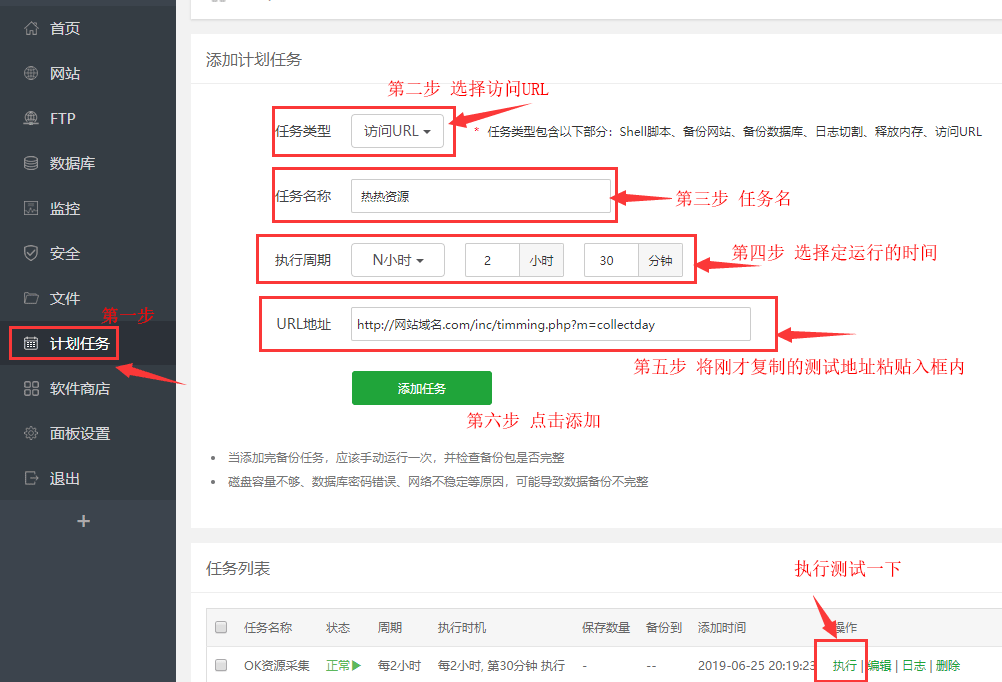 首页
网站
FTP
数据库
监控
安全
文件
第一步
计划任务
软件商店
面板设置
退出
+
添加计划任务
第二步 选择访问URL
任务类型 访问URL * 任务类型包含以下部分：Shell脚本、备份网站、备份数据库、日志切割、释放内存、访问URL
任务名称 热热资源
第三步 任务名
执行周期 N小时 2 小时 30 分钟
第四步 选择定运行的时间
URL地址 http://网站域名.com/inc/timming.php?m=collectday
第五步 将刚才复制的测试地址粘贴入框内
添加任务
第六步 点击添加
• 当添加完备份任务，应该手动运行一次，并检查备份包是否完整
• 磁盘容量不够、数据库密码错误、网络不稳定等原因，可能导致数据备份不完整
任务列表
执行测试一下
任务名称 状态 周期 执行时机 保存数量 备份到 添加时间 操作
OK资源采集 正常 每2小时 每2小时, 第30分钟 执行 - -- 2019-06-25 20:19:23 执行 | 编辑 | 日志 | 删除